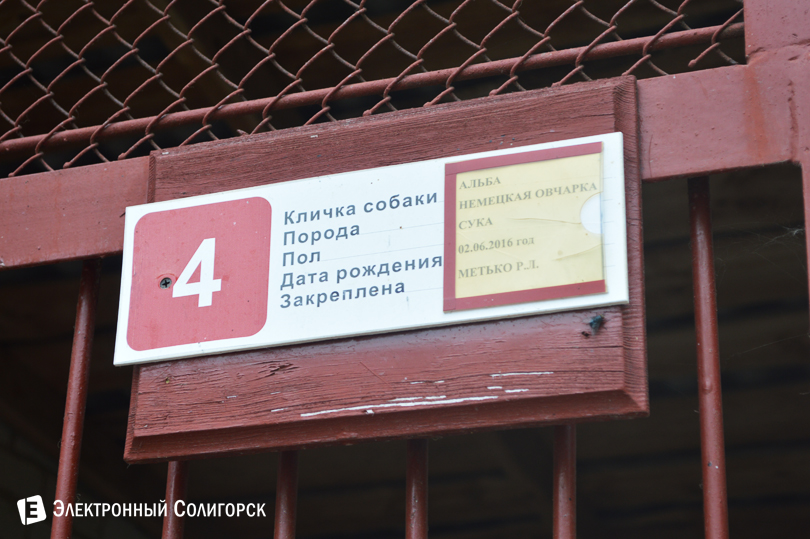 4
Кличка собаки
Порода
Пол
Дата рождения
Закреплена
АЛЬБА
НЕМЕЦКАЯ ОВЧАРКА
СУКА
02.06.2016 год
МЕТЬКО Р.Л.
E ЭЛЕКТРОННЫЙ СОЛИГОРСК